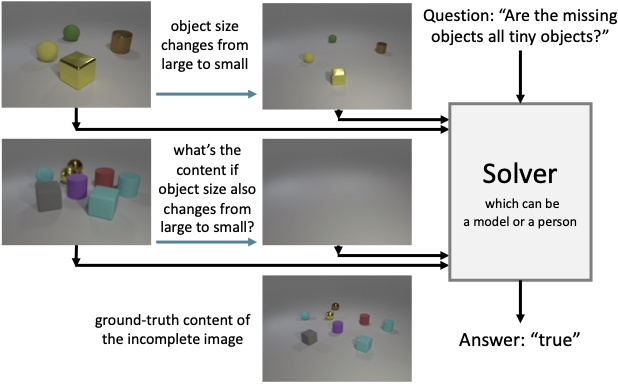 object size
changes from
large to small
Question: “Are the missing
objects all tiny objects?”
what’s the
content if
object size also
changes from
large to small?
Solver
which can be
a model or a person
ground-truth content of
the incomplete image
Answer: “true”